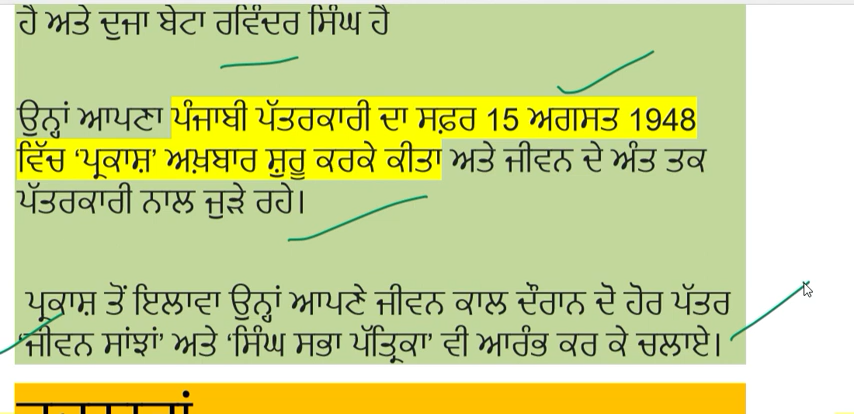 ਹੈ ਅਤੇ ਦੁਜਾ ਬੇਟਾ ਰਵਿੰਦਰ ਸਿੰਘ ਹੈ
ਉਨ੍ਹਾਂ ਆਪਣਾ ਪੰਜਾਬੀ ਪੱਤਰਕਾਰੀ ਦਾ ਸਫ਼ਰ 15 ਅਗਸਤ 1948
ਵਿੱਚ ‘ਪ੍ਰਕਾਸ਼’ ਅਖ਼ਬਾਰ ਸ਼ੁਰੂ ਕਰਕੇ ਕੀਤਾ ਅਤੇ ਜੀਵਨ ਦੇ ਅੰਤ ਤਕ
ਪੱਤਰਕਾਰੀ ਨਾਲ ਜੁੜੇ ਰਹੇ।
ਪ੍ਰਕਾਸ਼ ਤੋਂ ਇਲਾਵਾ ਉਨ੍ਹਾਂ ਆਪਣੇ ਜੀਵਨ ਕਾਲ ਦੌਰਾਨ ਦੋ ਹੋਰ ਪੱਤਰ
‘ਜੀਵਨ ਸਾਂਝਾਂ’ ਅਤੇ ‘ਸਿੰਘ ਸਭਾ ਪੱਤ੍ਰਿਕਾ’ ਵੀ ਆਰੰਭ ਕਰ ਕੇ ਚਲਾਏ।